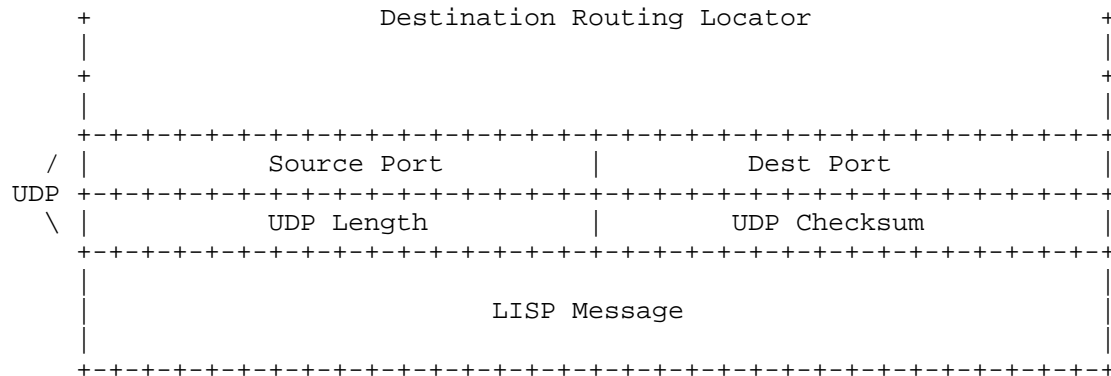 + Destination Routing Locator +
| |
+ +
| |
+-+-+-+-+-+-+-+-+-+-+-+-+-+-+-+-+-+-+-+-+-+-+-+-+-+-+-+-+-+-+-+-+
/ | Source Port | Dest Port |
UDP +-+-+-+-+-+-+-+-+-+-+-+-+-+-+-+-+-+-+-+-+-+-+-+-+-+-+-+-+-+-+-+-+
\ | UDP Length | UDP Checksum |
+-+-+-+-+-+-+-+-+-+-+-+-+-+-+-+-+-+-+-+-+-+-+-+-+-+-+-+-+-+-+-+-+
| |
| LISP Message |
| |
+-+-+-+-+-+-+-+-+-+-+-+-+-+-+-+-+-+-+-+-+-+-+-+-+-+-+-+-+-+-+-+-+